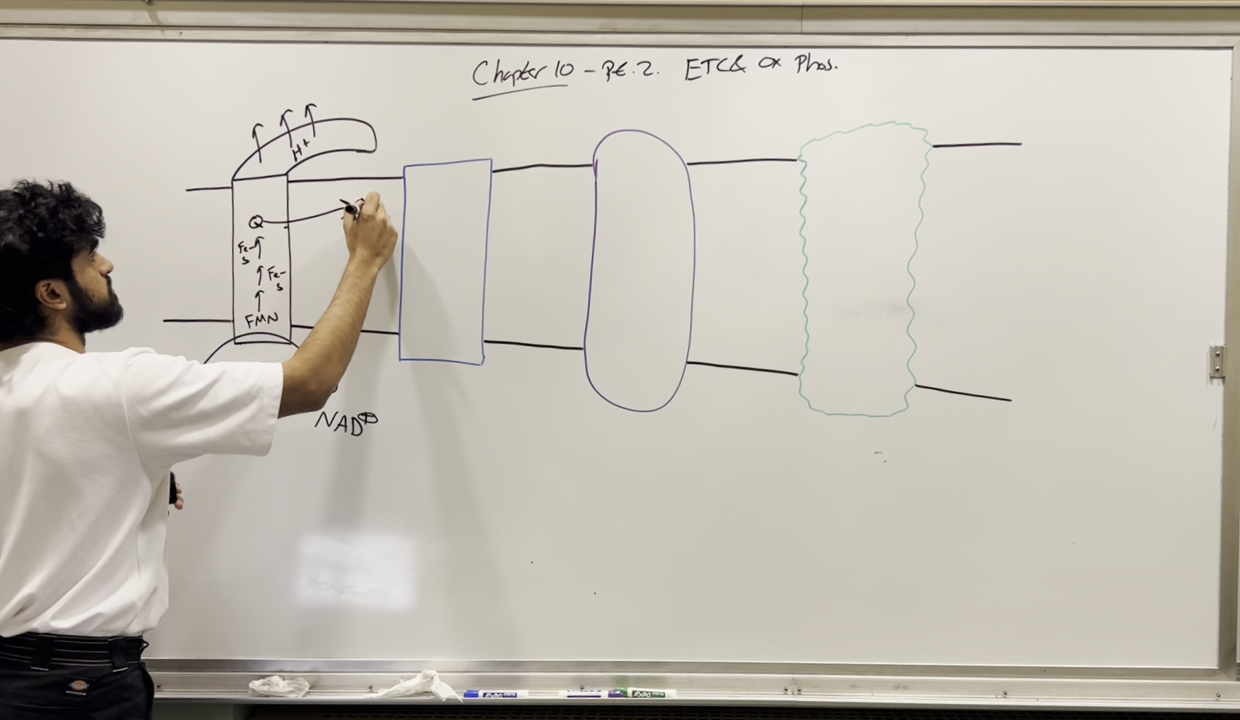 Chapter 10 - Pt. 2. ETC & Ox Phos.
H+
Q
Fe-
S
Fe-
S
FMN
NAD⊕